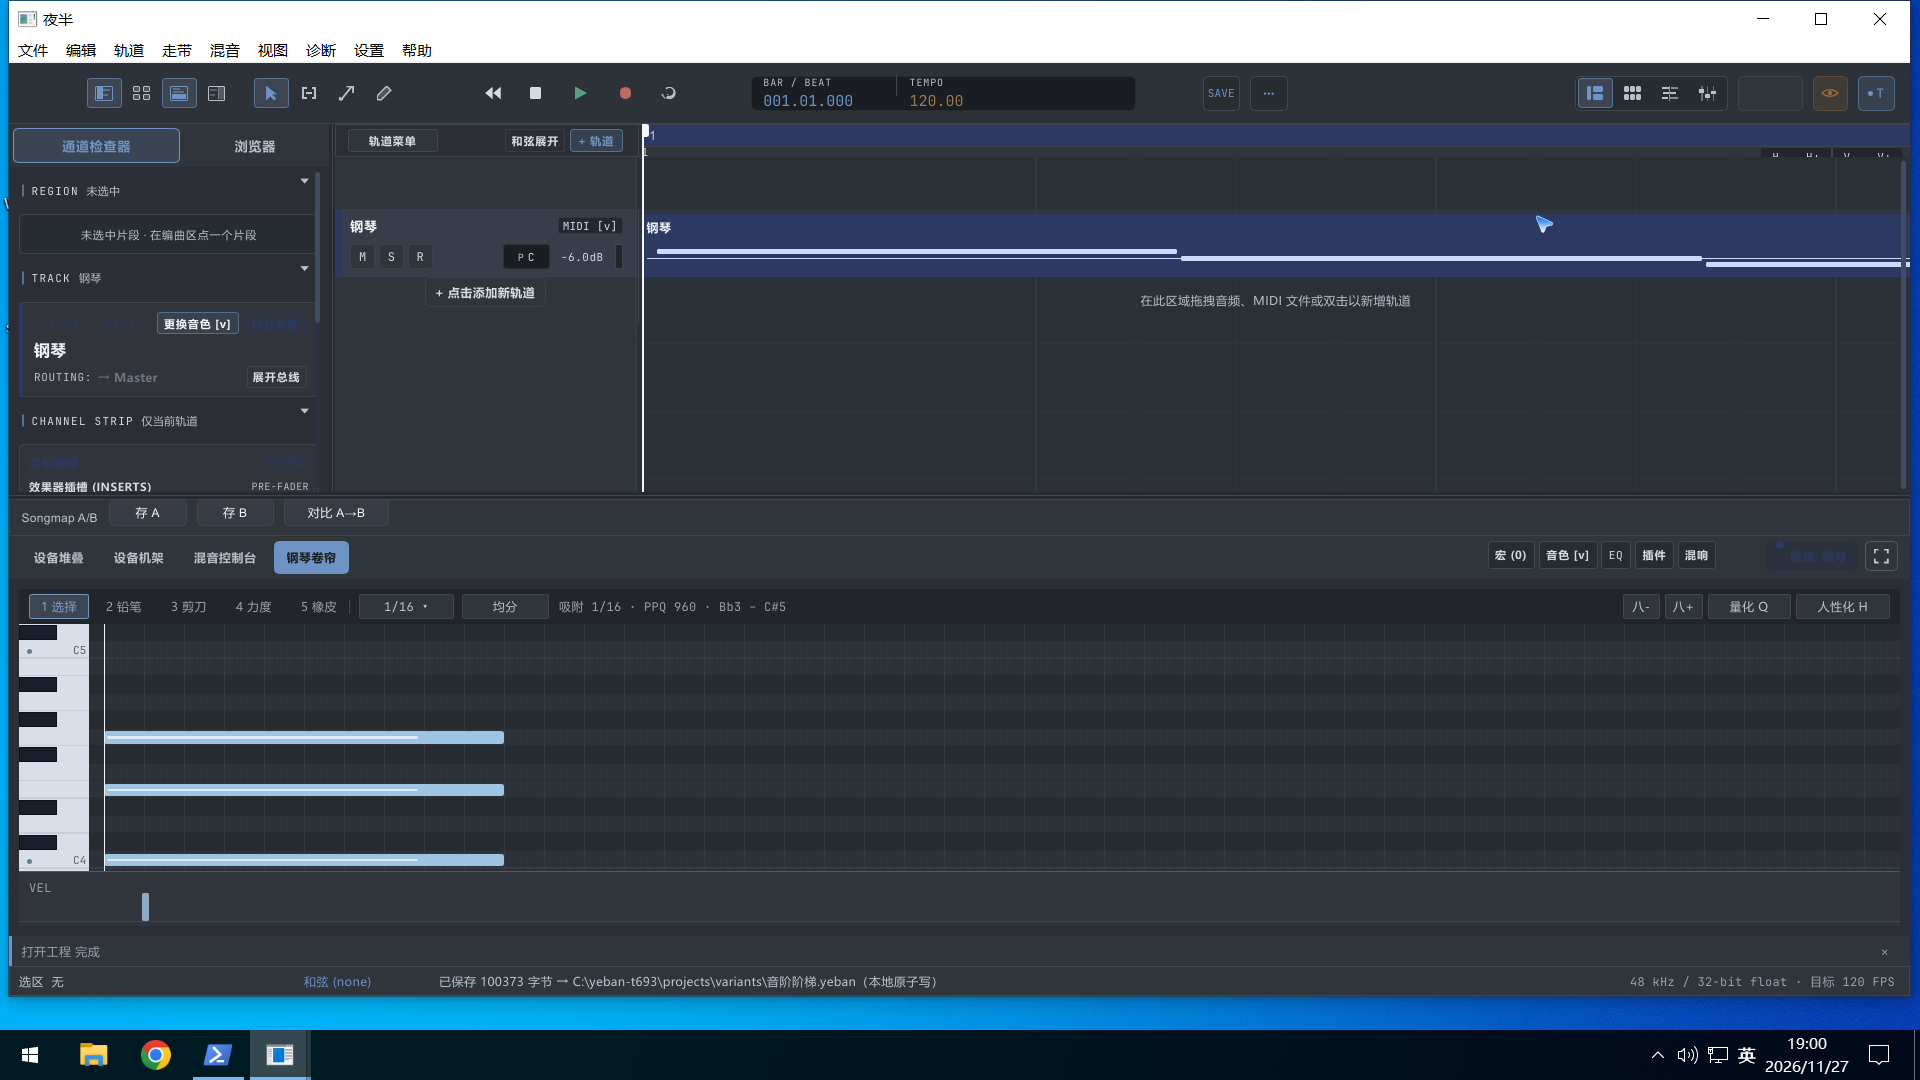 夜半
文件 编辑 轨道 走带 混音 视图 诊断 设置 帮助
BAR / BEAT
001.01.000
TEMPO
120.00
SAVE
...
T
通道检查器 浏览器
轨道菜单 和弦展开 + 轨道
1
1
REGION 未选中
未选中片段 · 在编曲区点一个片段
TRACK 钢琴
更换音色 [v]
钢琴
ROUTING: → Master 展开总线
CHANNEL STRIP 仅当前轨道
效果器插槽 (INSERTS) PRE-FADER
钢琴 MIDI [v]
M S R P C -6.0dB
+ 点击添加新轨道
钢琴
在此区域拖拽音频、MIDI 文件或双击以新增轨道
Songmap A/B 存 A 存 B 对比 A→B
设备堆叠 设备机架 混音控制台 钢琴卷帘
宏 (0) 音色 [v] EQ 插件 混响
1 选择 2 铅笔 3 剪刀 4 力度 5 橡皮 1/16 均分 吸附 1/16 · PPQ 960 · Bb3 – C#5
八- 八+ 量化 Q 人性化 H
C5
C4
VEL
打开工程 完成 ×
选区 无 和弦 (none) 已保存 100373 字节 → C:\yeban-t693\projects\variants\音阶阶梯.yeban（本地原子写）
48 kHz / 32-bit float · 目标 120 FPS
英
19:00
2026/11/27